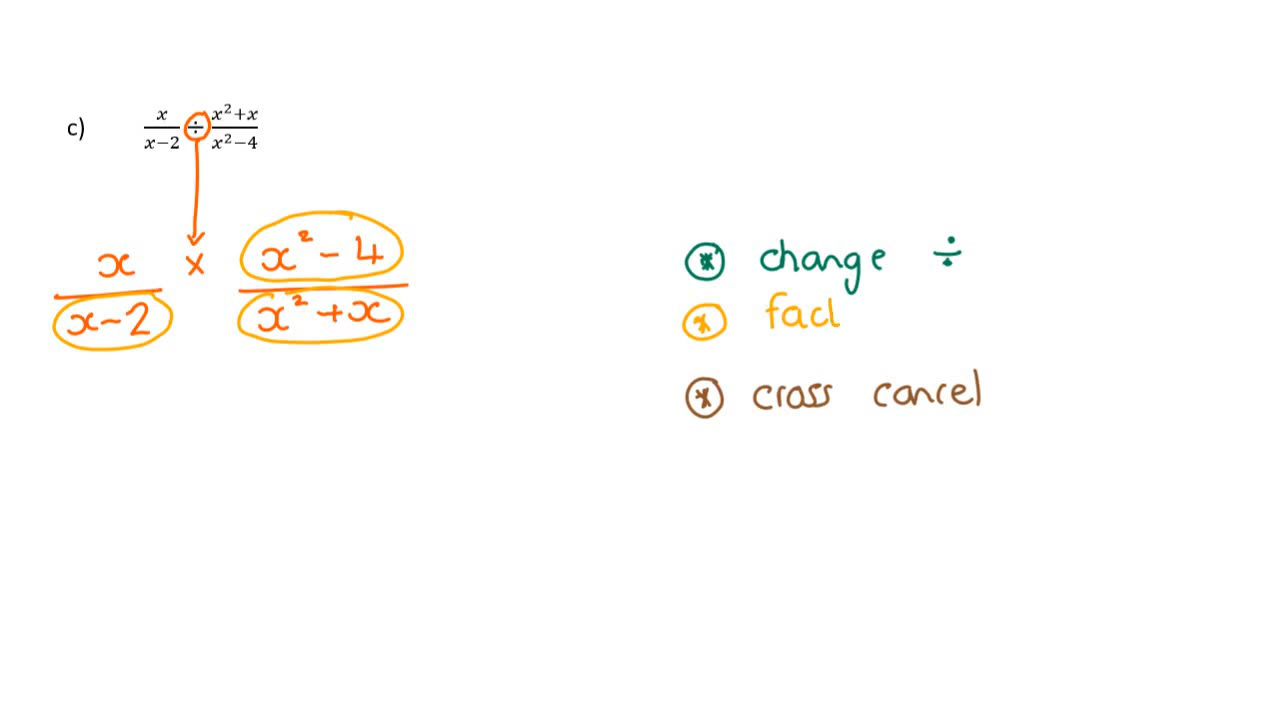 c) x/(x−2) ÷ (x²+x)/(x²−4)
x/(x−2) × (x²−4)/(x²+x)
* change ÷
* fact
* cross cancel